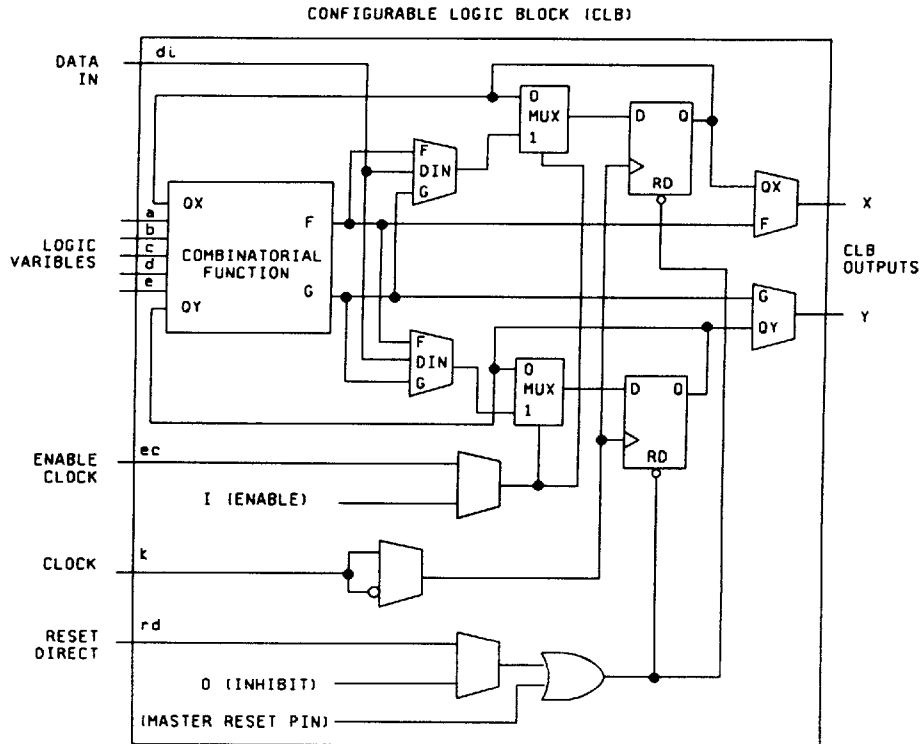 CONFIGURABLE LOGIC BLOCK (CLB)
DATA
IN
di
0
MUX
1
D
Q
RD
F
DIN
G
QX
F
X
QX
a
b
c
d
e
LOGIC
VARIBLES
COMBINATORIAL
FUNCTION
F
G
QY
CLB
OUTPUTS
G
QY
Y
F
DIN
G
0
MUX
1
D
Q
RD
ENABLE
CLOCK
ec
I (ENABLE)
CLOCK
k
RESET
DIRECT
rd
O (INHIBIT)
(MASTER RESET PIN)